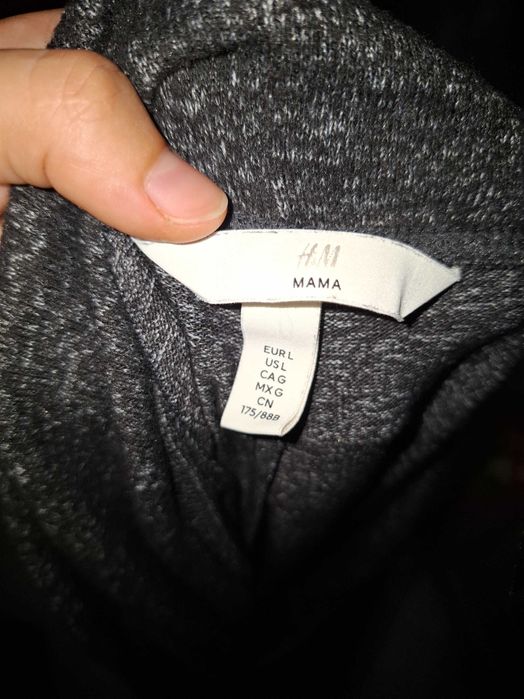 H&M
MAMA
EUR L
US L
CA G
MX G
CN
175/88B